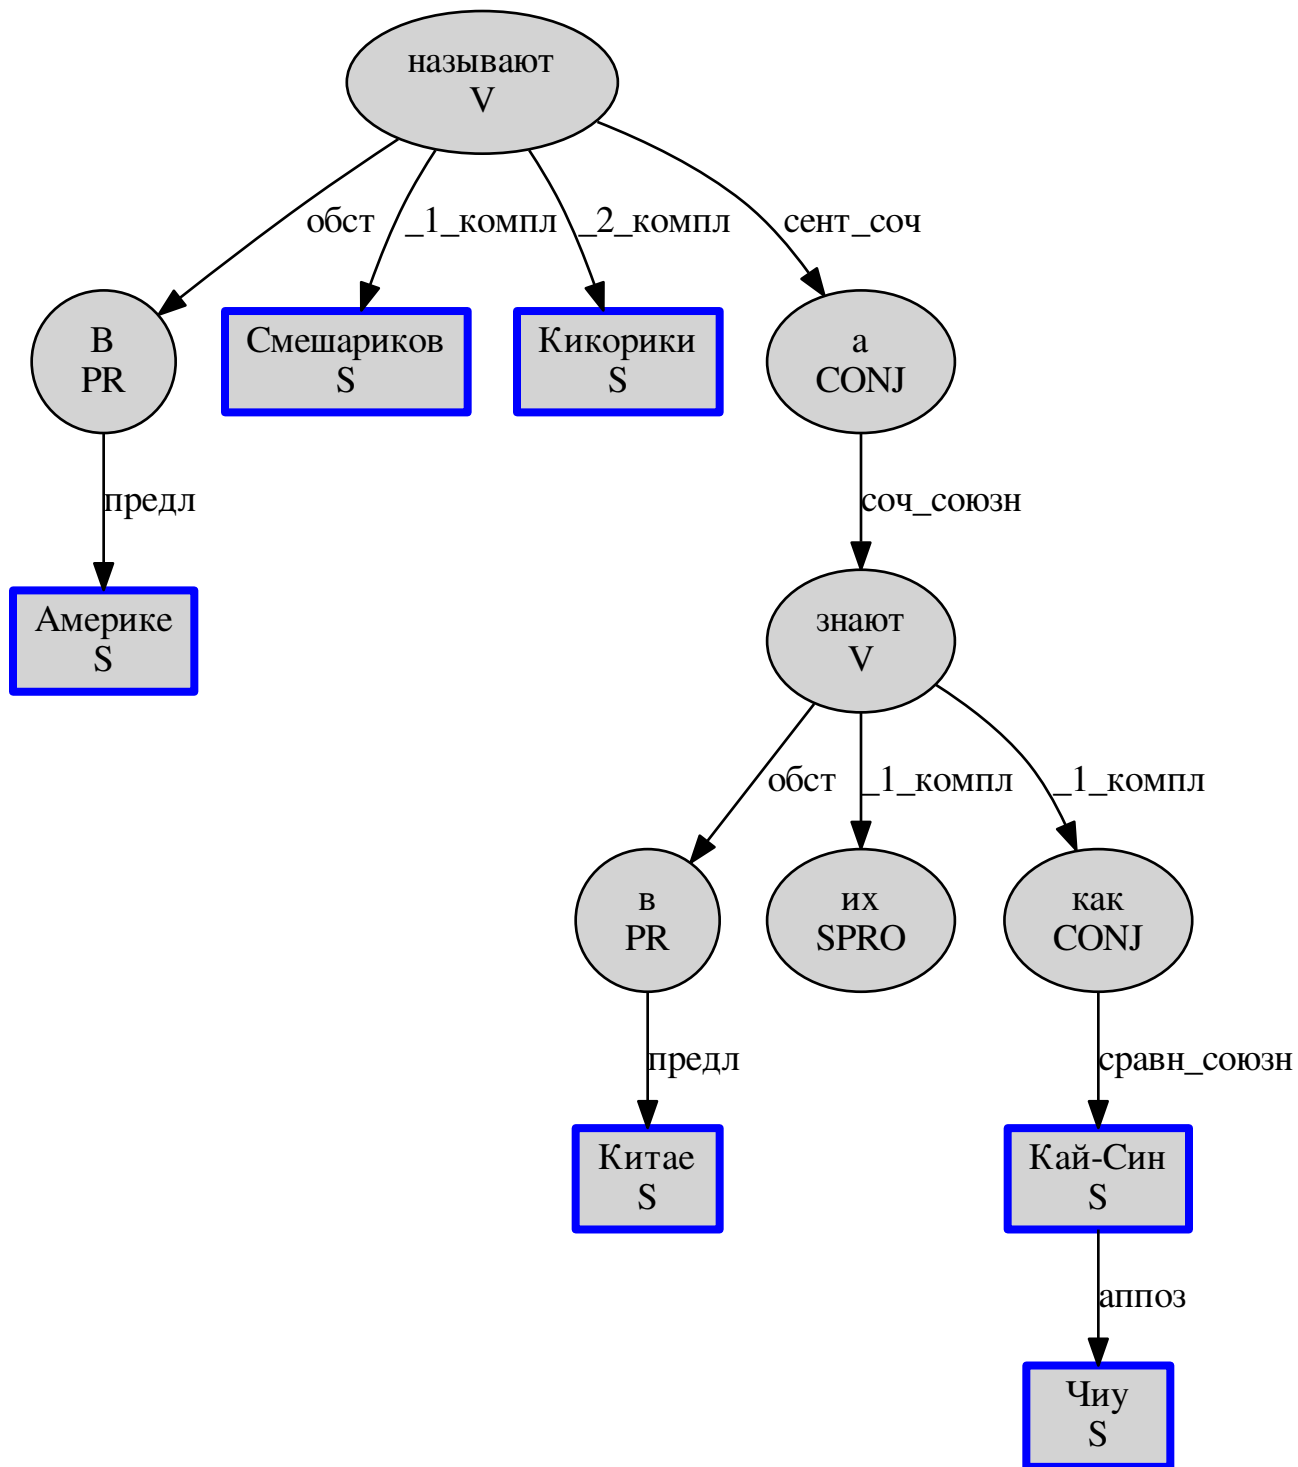 называют
V
обст
_1_компл
_2_компл
сент_соч
В
PR
Смешариков
S
Кикорики
S
а
CONJ
предл
соч_союзн
Америке
S
знают
V
обст
_1_компл
_1_компл
в
PR
их
SPRO
как
CONJ
предл
сравн_союзн
Китае
S
Кай-Син
S
аппоз
Чиу
S